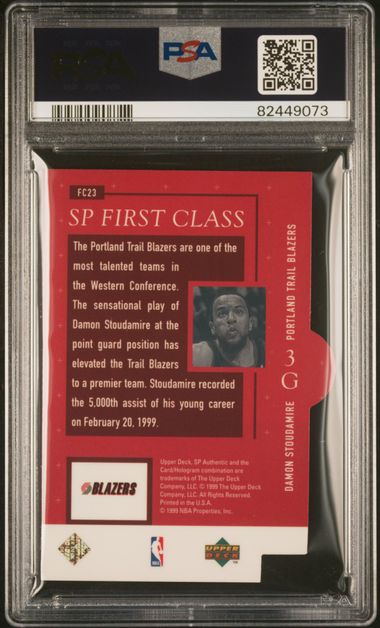 PSA
PSA
82449073
FC23
SP FIRST CLASS
The Portland Trail Blazers are one of the
most talented teams in
the Western Conference.
The sensational play of
Damon Stoudamire at the
point guard position has
elevated the Trail Blazers
to a premier team. Stoudamire recorded
the 5,000th assist of his young career
on February 20, 1999.
DAMON STOUDAMIRE
3
G
PORTLAND TRAIL BLAZERS
BLAZERS
Upper Deck, SP Authentic and the
Card/Hologram combination are
trademarks of The Upper Deck
Company, LLC. © 1999 The Upper Deck
Company, LLC. All Rights Reserved.
Printed in the U.S.A.
© 1999 NBA Properties, Inc.
NBA
UPPER
DECK